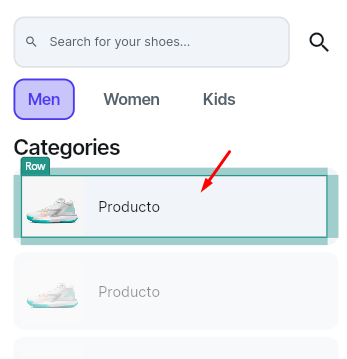 Search for your shoes...
Men
Women
Kids
Categories
Row
Producto
Producto